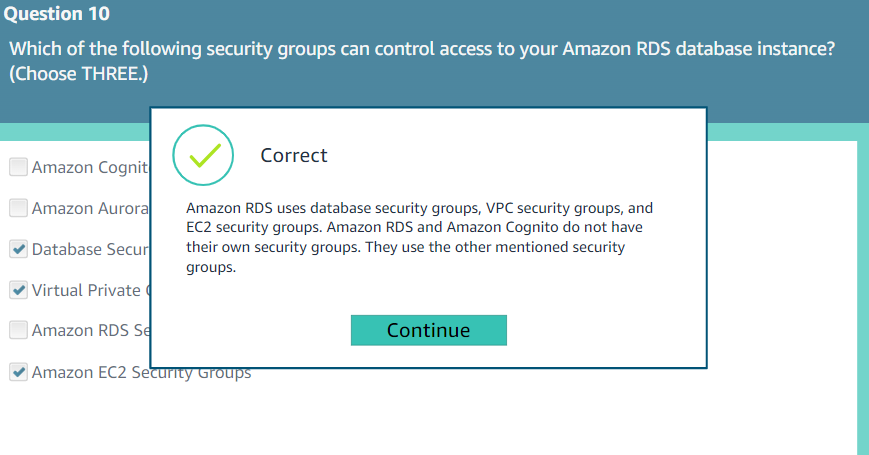 Question 10
Which of the following security groups can control access to your Amazon RDS database instance?
(Choose THREE.)
Correct
Amazon RDS uses database security groups, VPC security groups, and
EC2 security groups. Amazon RDS and Amazon Cognito do not have
their own security groups. They use the other mentioned security
groups.
Continue
Amazon
Amazon Aurora
Database
Virtual Private
Amazon RDS
Amazon EC2 Security Groups